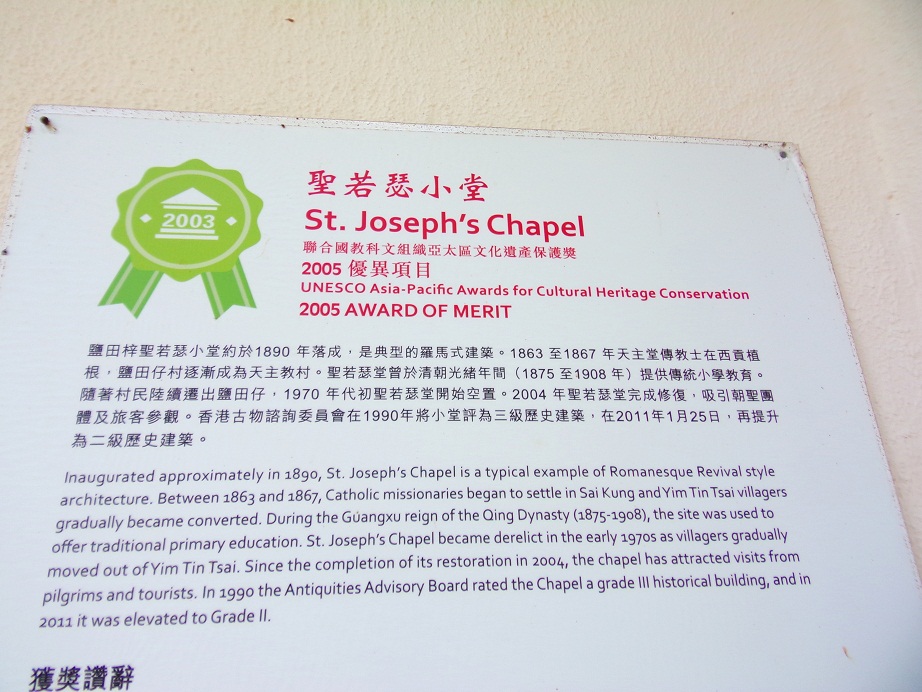 2003
聖若瑟小堂
St. Joseph's Chapel
聯合國教科文組織亞太區文化遺產保護獎
2005 優異項目
UNESCO Asia-Pacific Awards for Cultural Heritage Conservation
2005 AWARD OF MERIT
鹽田梓聖若瑟小堂約於1890 年落成，是典型的羅馬式建築。1863 至1867 年天主堂傳教士在西貢植
根，鹽田仔村逐漸成為天主教村。聖若瑟堂曾於清朝光緒年間（1875 至1908 年）提供傳統小學教育。
隨著村民陸續遷出鹽田仔，1970 年代初聖若瑟堂開始空置。2004 年聖若瑟堂完成修復，吸引朝聖團
體及旅客參觀。香港古物諮詢委員會在1990年將小堂評為三級歷史建築，在2011年1月25日，再提升
為二級歷史建築。
Inaugurated approximately in 1890, St. Joseph's Chapel is a typical example of Romanesque Revival style
architecture. Between 1863 and 1867, Catholic missionaries began to settle in Sai Kung and Yim Tin Tsai villagers
gradually became converted. During the Guangxu reign of the Qing Dynasty (1875-1908), the site was used to
offer traditional primary education. St. Joseph's Chapel became derelict in the early 1970s as villagers gradually
moved out of Yim Tin Tsai. Since the completion of its restoration in 2004, the chapel has attracted visits from
pilgrims and tourists. In 1990 the Antiquities Advisory Board rated the Chapel a grade III historical building, and in
2011 it was elevated to Grade II.
獲獎讚辭